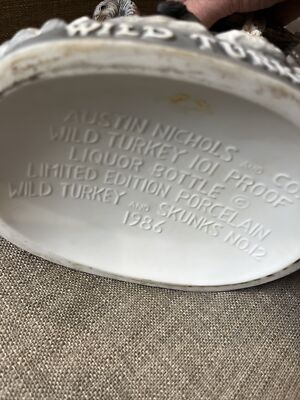 WILD TURK
AUSTIN NICHOLS AND CO
WILD TURKEY 101 PROOF
LIQUOR BOTTLE ©
LIMITED EDITION PORCELAIN
WILD TURKEY AND SKUNKS NO.12
1986